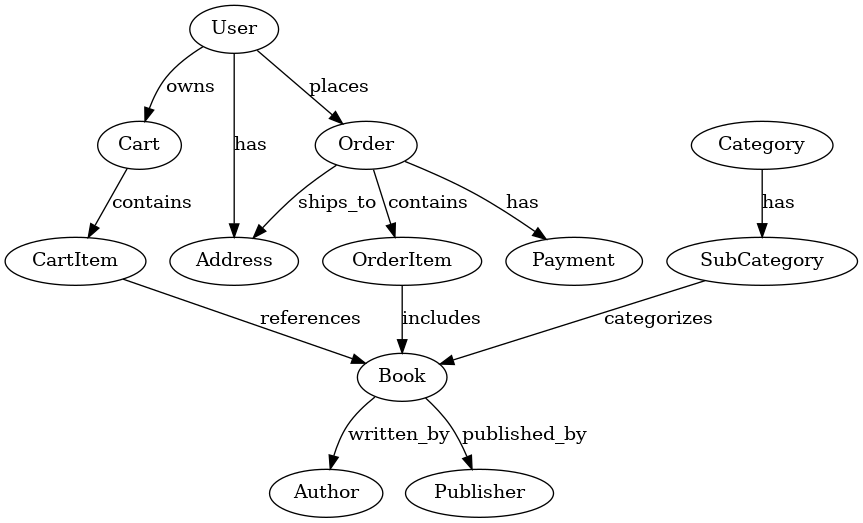 User
owns
has
places
Cart
Order
Category
contains
ships_to
contains
has
has
CartItem
Address
OrderItem
Payment
SubCategory
references
includes
categorizes
Book
written_by
published_by
Author
Publisher